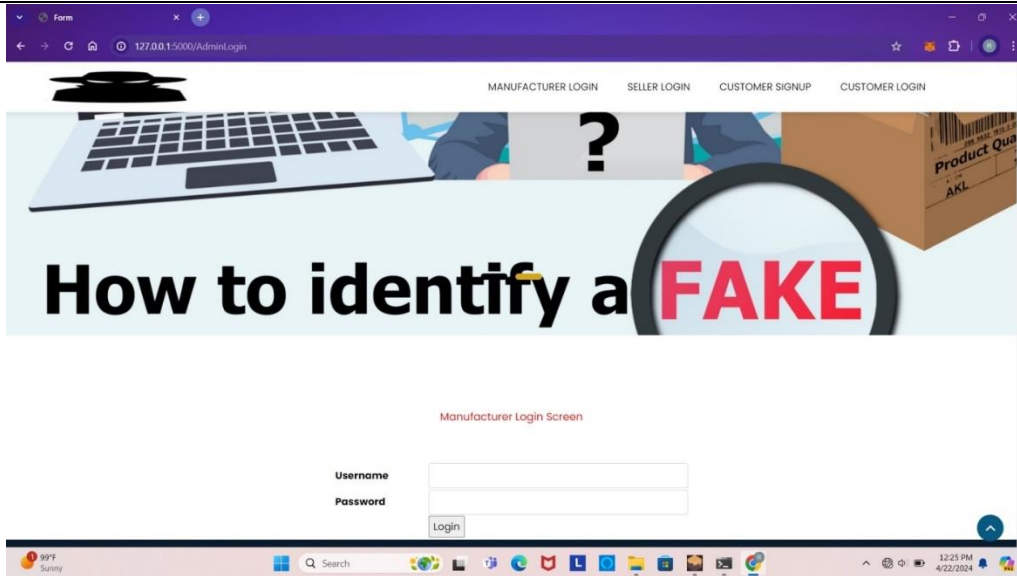 Form
127.0.0.1:5000/AdminLogin
MANUFACTURER LOGIN SELLER LOGIN CUSTOMER SIGNUP CUSTOMER LOGIN
?
Product Qua
AKL
How to identify a FAKE
Manufacturer Login Screen
Username
Password
Login
1
99°F
Sunny
Search
L
12:25 PM
4/22/2024